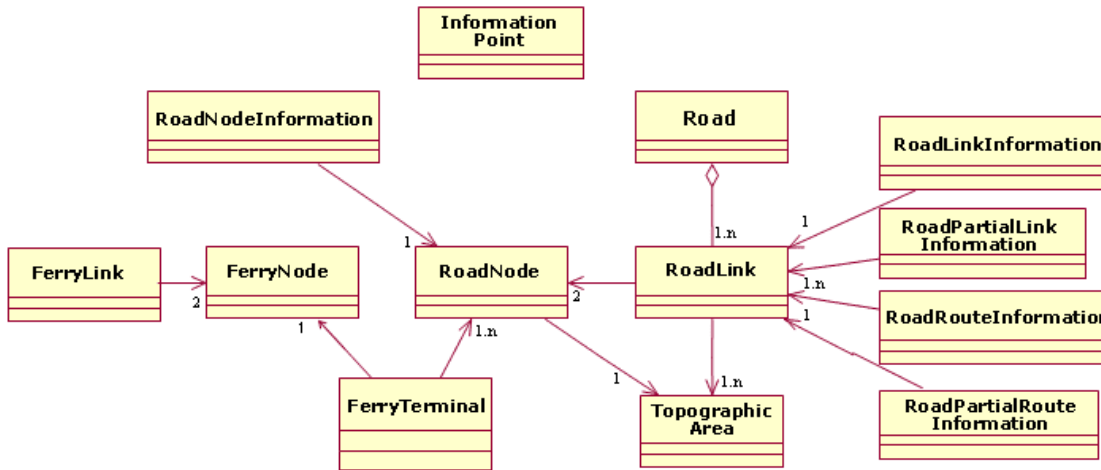 Information
Point
RoadNodeInformation
Road
RoadLinkInformation
1
1.n
1
RoadPartialLink
Information
FerryLink
FerryNode
RoadNode
RoadLink
2
2
1.n
1
1
1.n
RoadRouteInformation
1
1.n
FerryTerminal
Topographic
Area
RoadPartialRoute
Information